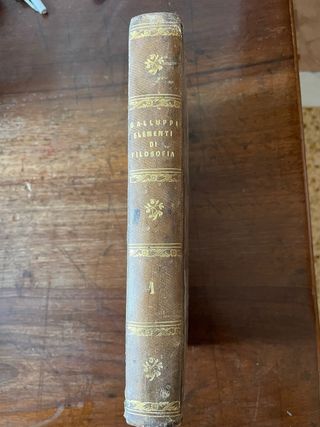 GALLUPPI
ELEMENTI
DI
FILOSOFIA
1